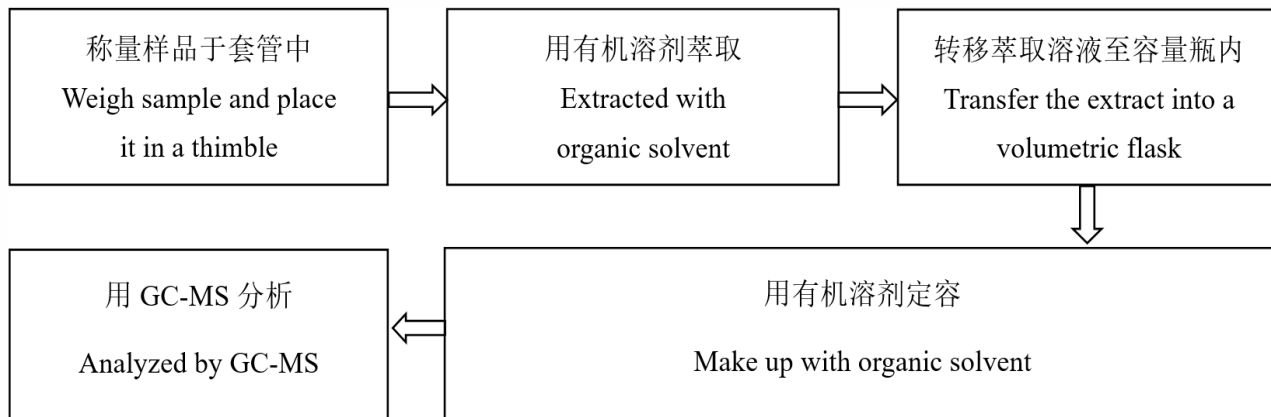 称量样品于套管中
Weigh sample and place
it in a thimble
用有机溶剂萃取
Extracted with
organic solvent
转移萃取溶液至容量瓶内
Transfer the extract into a
volumetric flask
用 GC-MS 分析
Analyzed by GC-MS
用有机溶剂定容
Make up with organic solvent